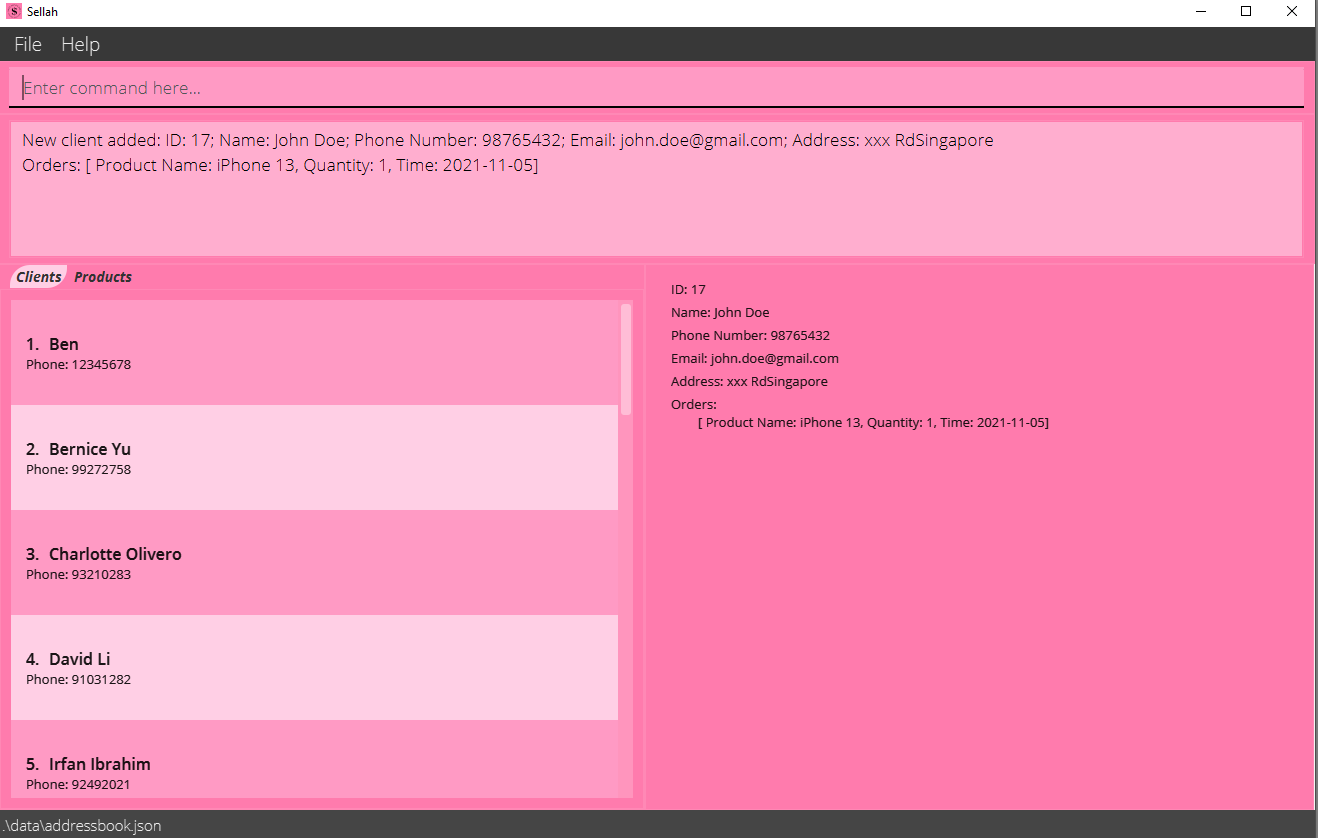 S Sellah
File Help
Enter command here...
New client added: ID: 17; Name: John Doe; Phone Number: 98765432; Email: john.doe@gmail.com; Address: xxx RdSingapore
Orders: [ Product Name: iPhone 13, Quantity: 1, Time: 2021-11-05]
Clients Products
1. Ben
Phone: 12345678
2. Bernice Yu
Phone: 99272758
3. Charlotte Olivero
Phone: 93210283
4. David Li
Phone: 91031282
5. Irfan Ibrahim
Phone: 92492021
ID: 17
Name: John Doe
Phone Number: 98765432
Email: john.doe@gmail.com
Address: xxx RdSingapore
Orders:
[ Product Name: iPhone 13, Quantity: 1, Time: 2021-11-05]
.\data\addressbook.json